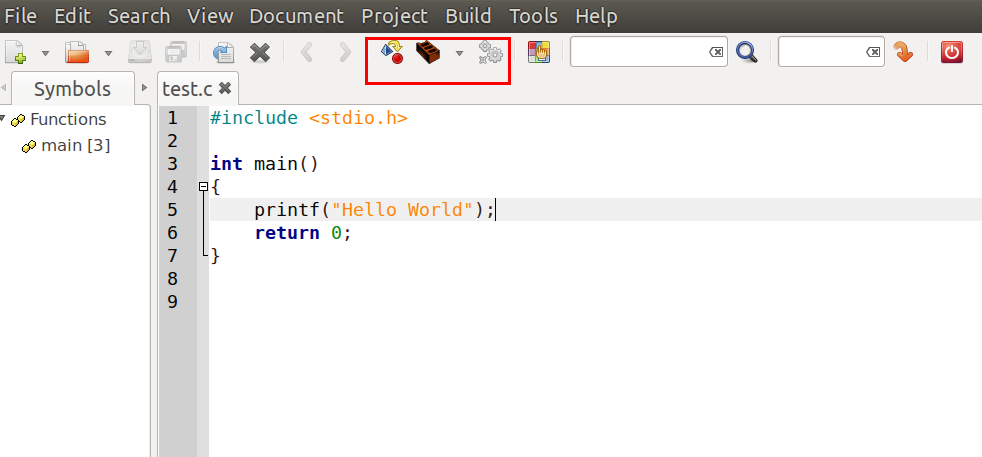 File Edit Search View Document Project Build Tools Help
Symbols
test.c
Functions
main [3]
1 #include <stdio.h>
2
3 int main()
4 {
5 printf("Hello World");
6 return 0;
7 }
8
9